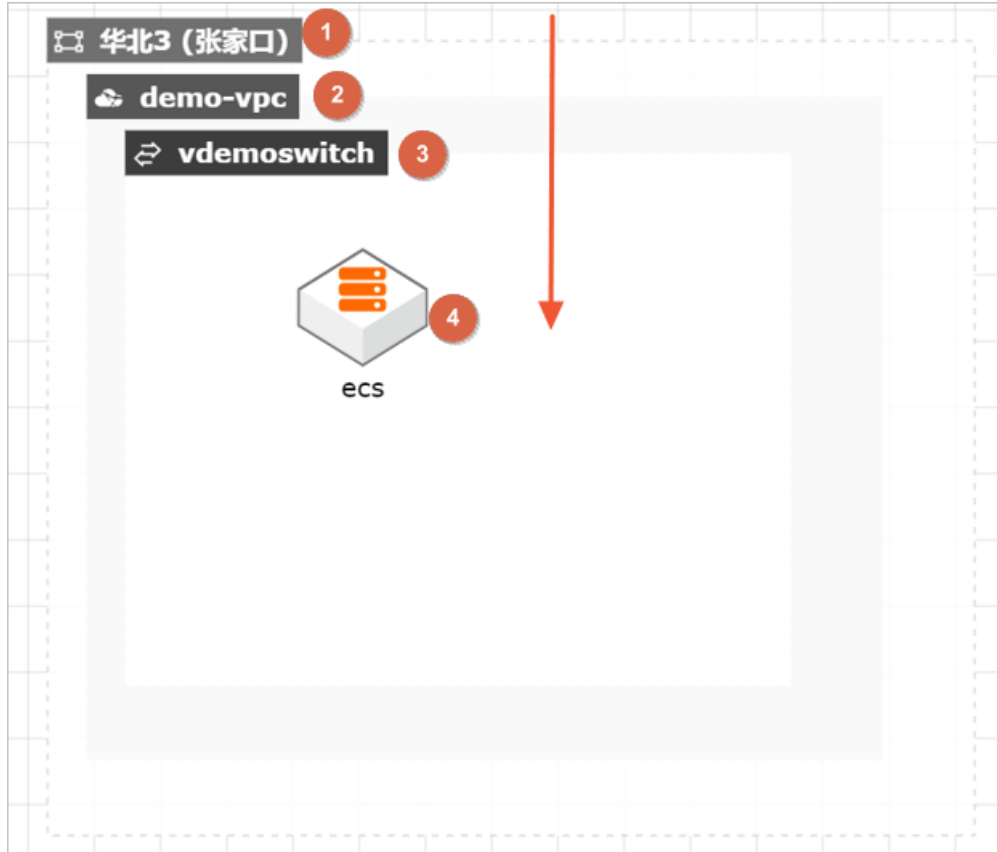 华北3 (张家口) 1
demo-vpc 2
vdemoswitch 3
4
ecs